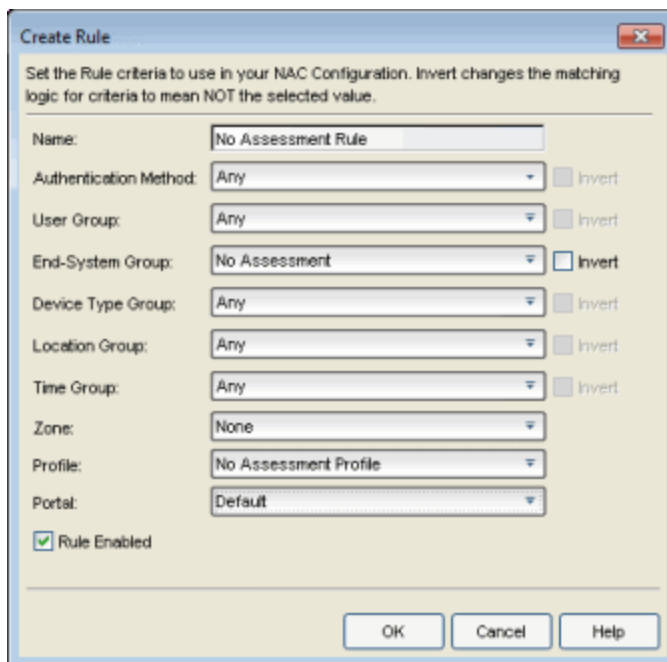 Create Rule
Set the Rule criteria to use in your NAC Configuration. Invert changes the matching
logic for criteria to mean NOT the selected value.
Name: No Assessment Rule
Authentication Method: Any Invert
User Group: Any Invert
End-System Group: No Assessment Invert
Device Type Group: Any Invert
Location Group: Any Invert
Time Group: Any Invert
Zone: None
Profile: No Assessment Profile
Portal: Default
Rule Enabled
OK Cancel Help